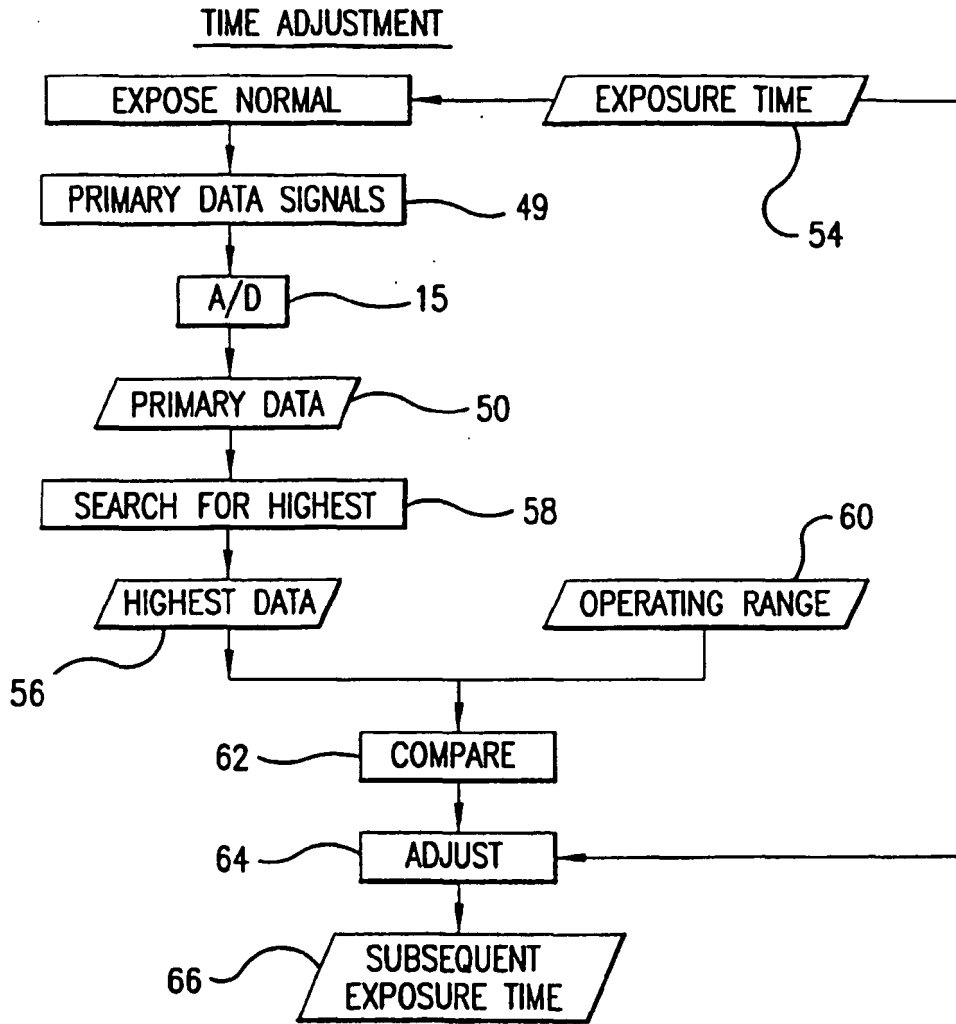 TIME ADJUSTMENT
EXPOSE NORMAL
EXPOSURE TIME
54
PRIMARY DATA SIGNALS
49
A/D
15
PRIMARY DATA
50
SEARCH FOR HIGHEST
58
60
HIGHEST DATA
OPERATING RANGE
56
62
COMPARE
64
ADJUST
66
SUBSEQUENT
EXPOSURE TIME